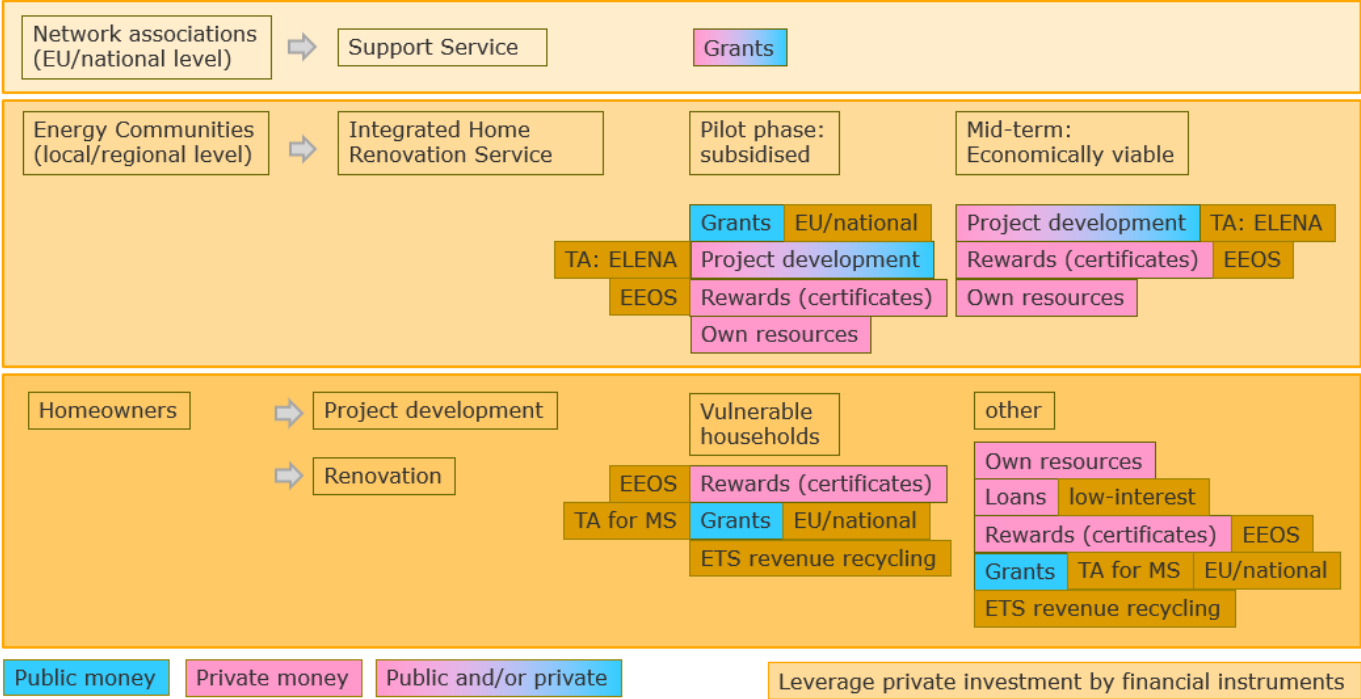 Network associations
(EU/national level)
Support Service
Grants
Energy Communities
(local/regional level)
Integrated Home
Renovation Service
Pilot phase:
subsidised
Mid-term:
Economically viable
Grants EU/national
TA: ELENA Project development
EEOS Rewards (certificates)
Own resources
Project development TA: ELENA
Rewards (certificates) EEOS
Own resources
Homeowners
Project development
Renovation
Vulnerable
households
EEOS Rewards (certificates)
TA for MS Grants EU/national
ETS revenue recycling
other
Own resources
Loans low-interest
Rewards (certificates) EEOS
Grants TA for MS EU/national
ETS revenue recycling
Public money
Private money
Public and/or private
Leverage private investment by financial instruments